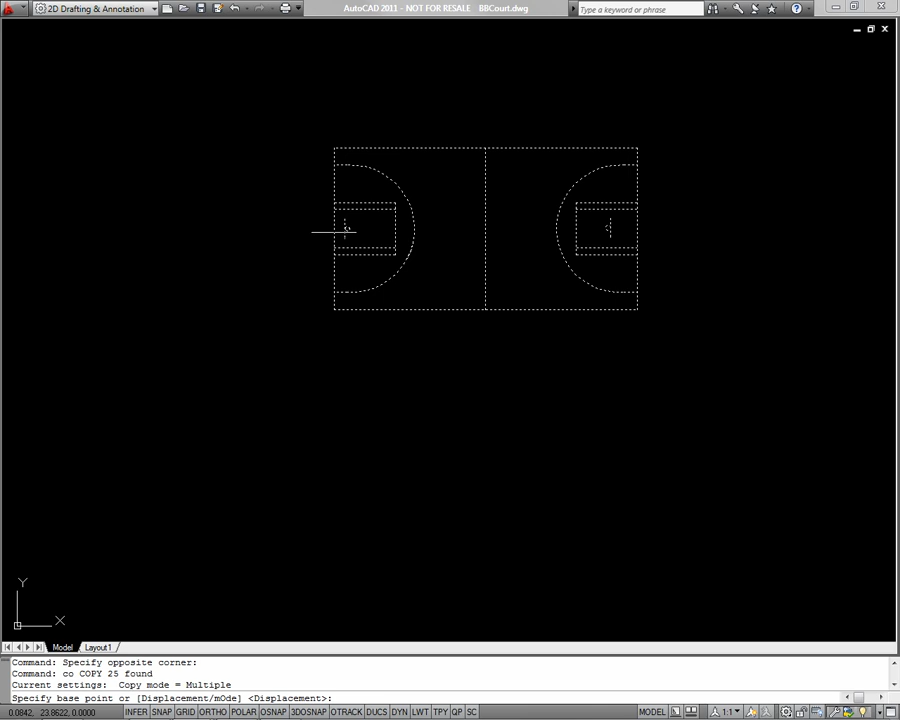 2D Drafting & Annotation AutoCAD 2011 - NOT FOR RESALE BBCourt.dwg Type a keyword or phrase
Y
X
Model Layout1
Command: Specify opposite corner:
Command: co COPY 25 found
Current settings: Copy mode = Multiple
Specify base point or [Displacement/mOde] <Displacement>:
0.0842, 23.8622, 0.0000 INFER SNAP GRID ORTHO POLAR OSNAP 3DOSNAP OTRACK DUCS DYN LWT TPY QP SC MODEL 1:1